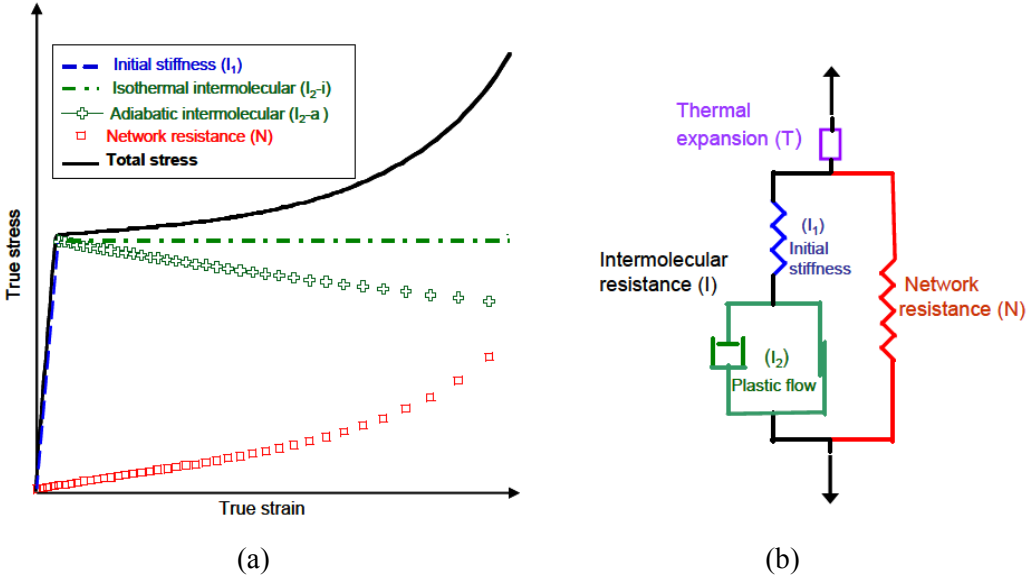 Initial stiffness (I₁)
Isothermal intermolecular (I₂-i)
Adiabatic intermolecular (I₂-a )
Network resistance (N)
Total stress
True stress
True strain
(a)
Thermal
expansion (T)
(I₁)
Initial
stiffness
Intermolecular
resistance (I)
Network
resistance (N)
(I₂)
Plastic flow
(b)